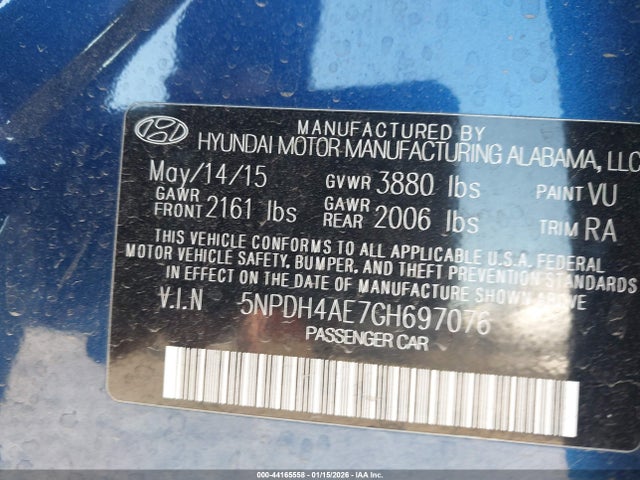 MANUFACTURED BY
HYUNDAI MOTOR MANUFACTURING ALABAMA, LLC
May/14/15 GVWR 3880 lbs PAINT VU
GAWR FRONT 2161 lbs GAWR REAR 2006 lbs TRIM RA
THIS VEHICLE CONFORMS TO ALL APPLICABLE U.S.A. FEDERAL
MOTOR VEHICLE SAFETY, BUMPER, AND THEFT PREVENTION STANDARDS
IN EFFECT ON THE DATE OF MANUFACTURE SHOWN ABOVE.
V.I.N 5NPDH4AE7GH697076
PASSENGER CAR
000-44165558 - 01/15/2026 - IAA Inc.